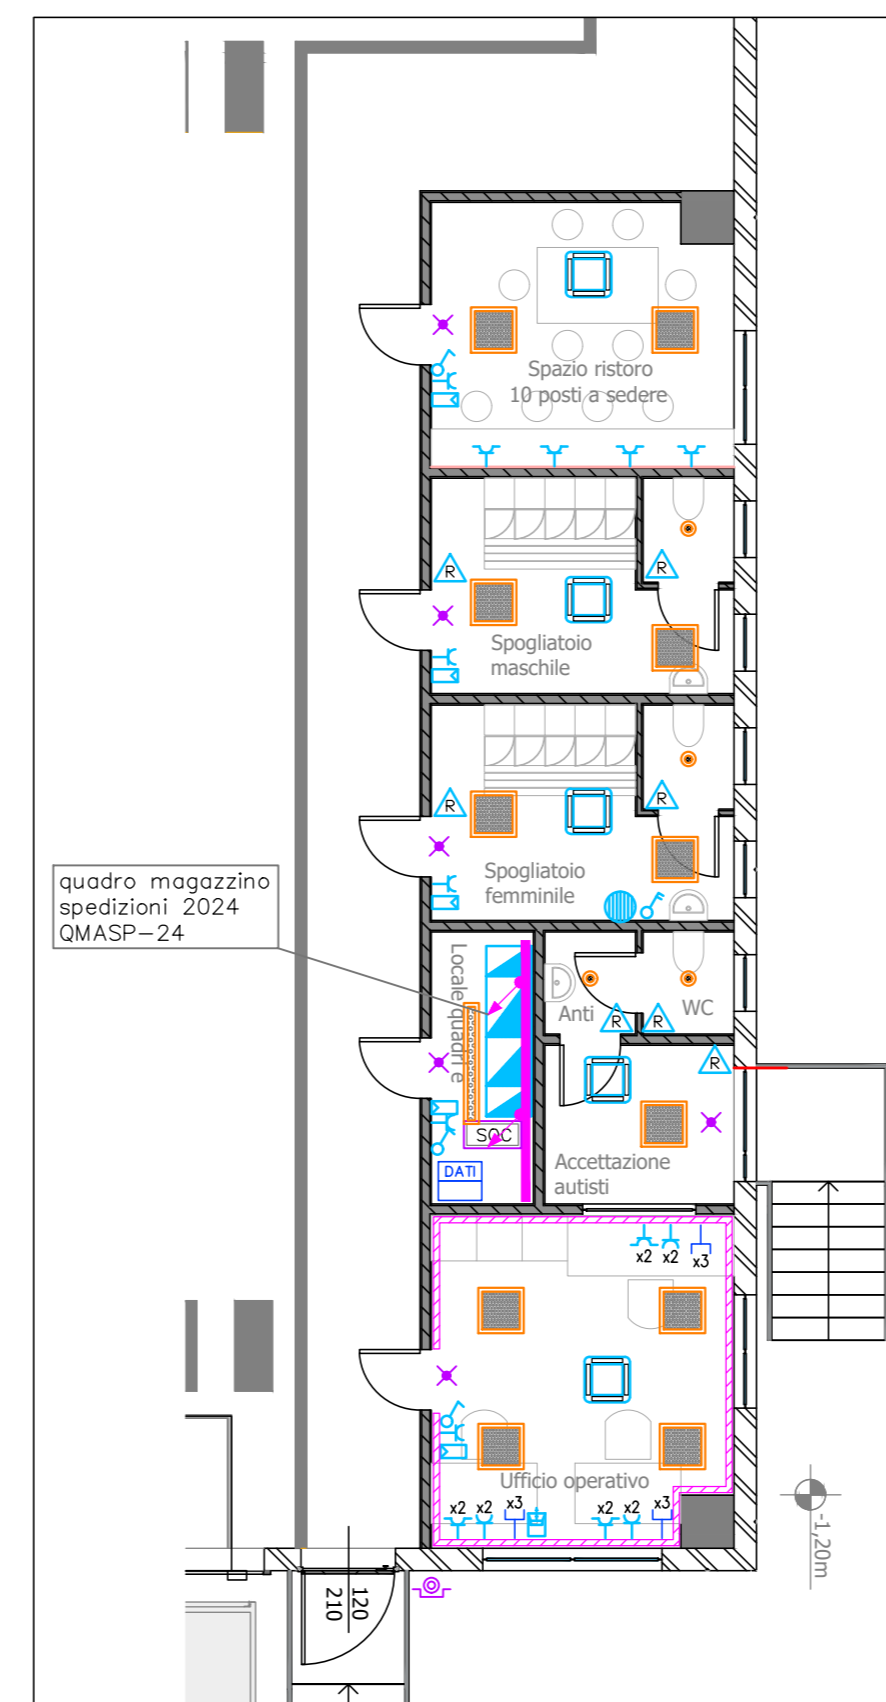 Spazio ristoro
10 posti a sedere
R
R
Spogliatoio
maschile
R
R
Spogliatoio
femminile
quadro magazzino
spedizioni 2024
QMASP-24
Locale quadri e
Anti
WC
R
R
R
SQC
DATI
Accettazione
autisti
x2
x2
x3
Ufficio operativo
x2
x2
x3
x2
x2
x3
-1,20m
120
210